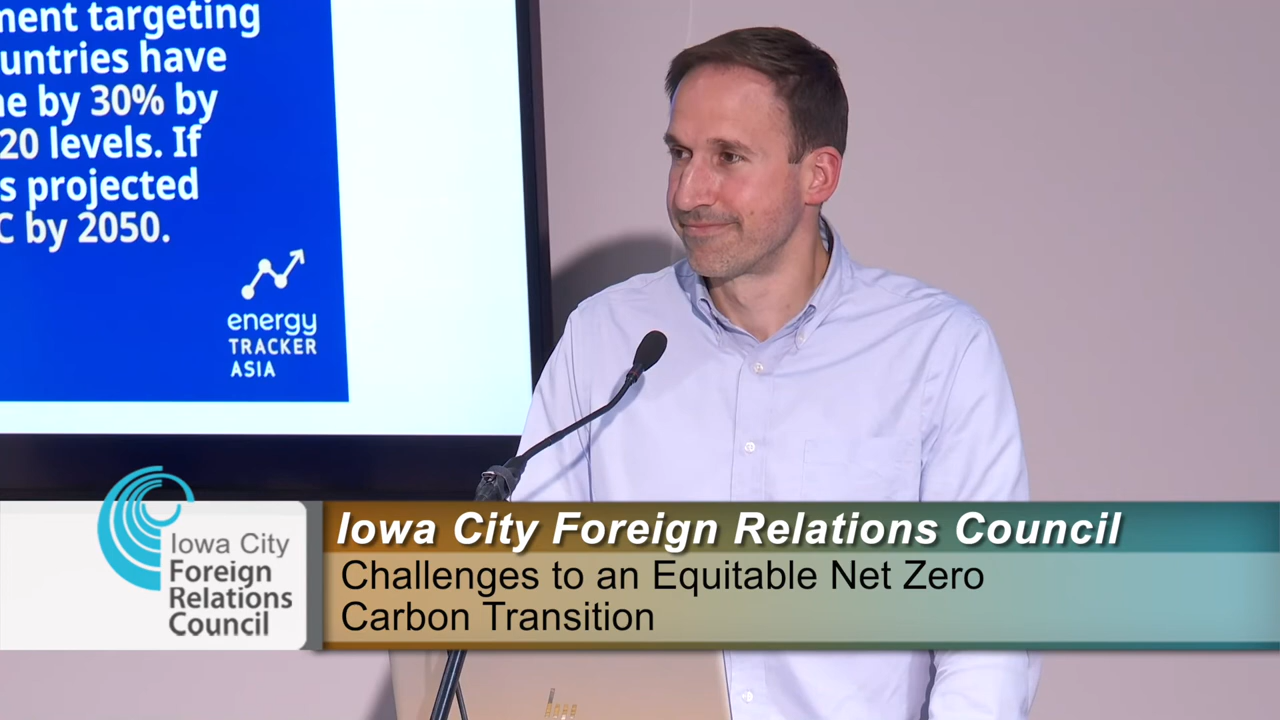 ment targeting
untries have
e by 30% by
20 levels. If
s projected
C by 2050.
energy
TRACKER
ASIA
Iowa City
Foreign
Relations
Council
Iowa City Foreign Relations Council
Challenges to an Equitable Net Zero
Carbon Transition